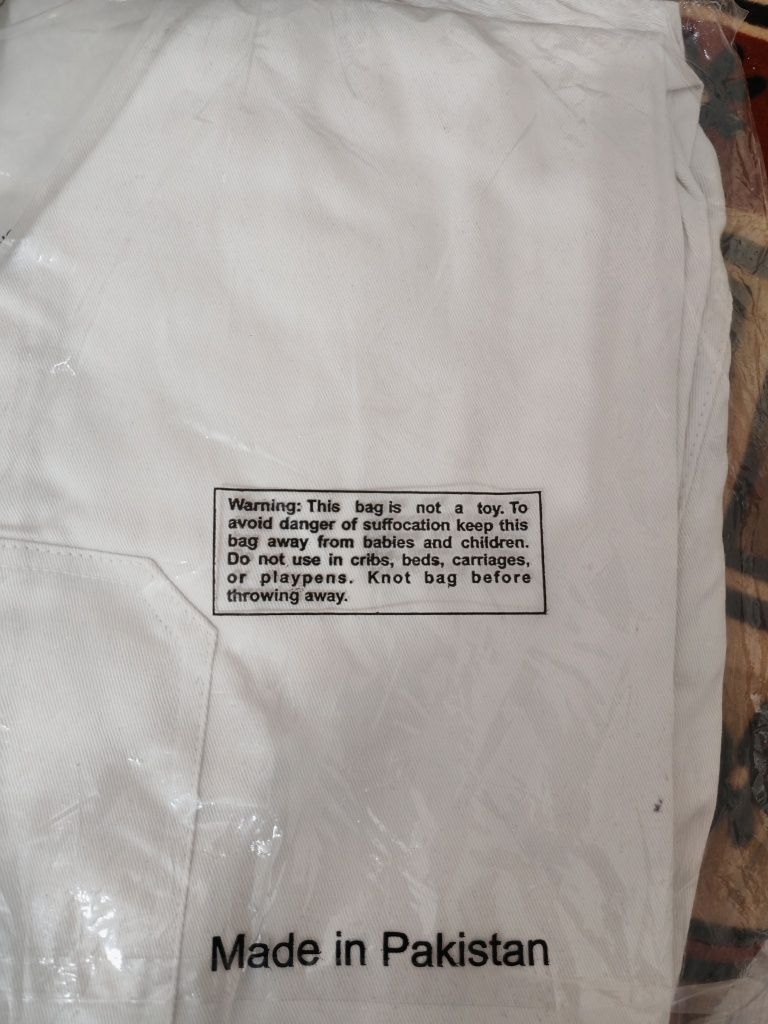 Warning: This bag is not a toy. To
avoid danger of suffocation keep this
bag away from babies and children.
Do not use in cribs, beds, carriages,
or playpens. Knot bag before
throwing away.
Made in Pakistan